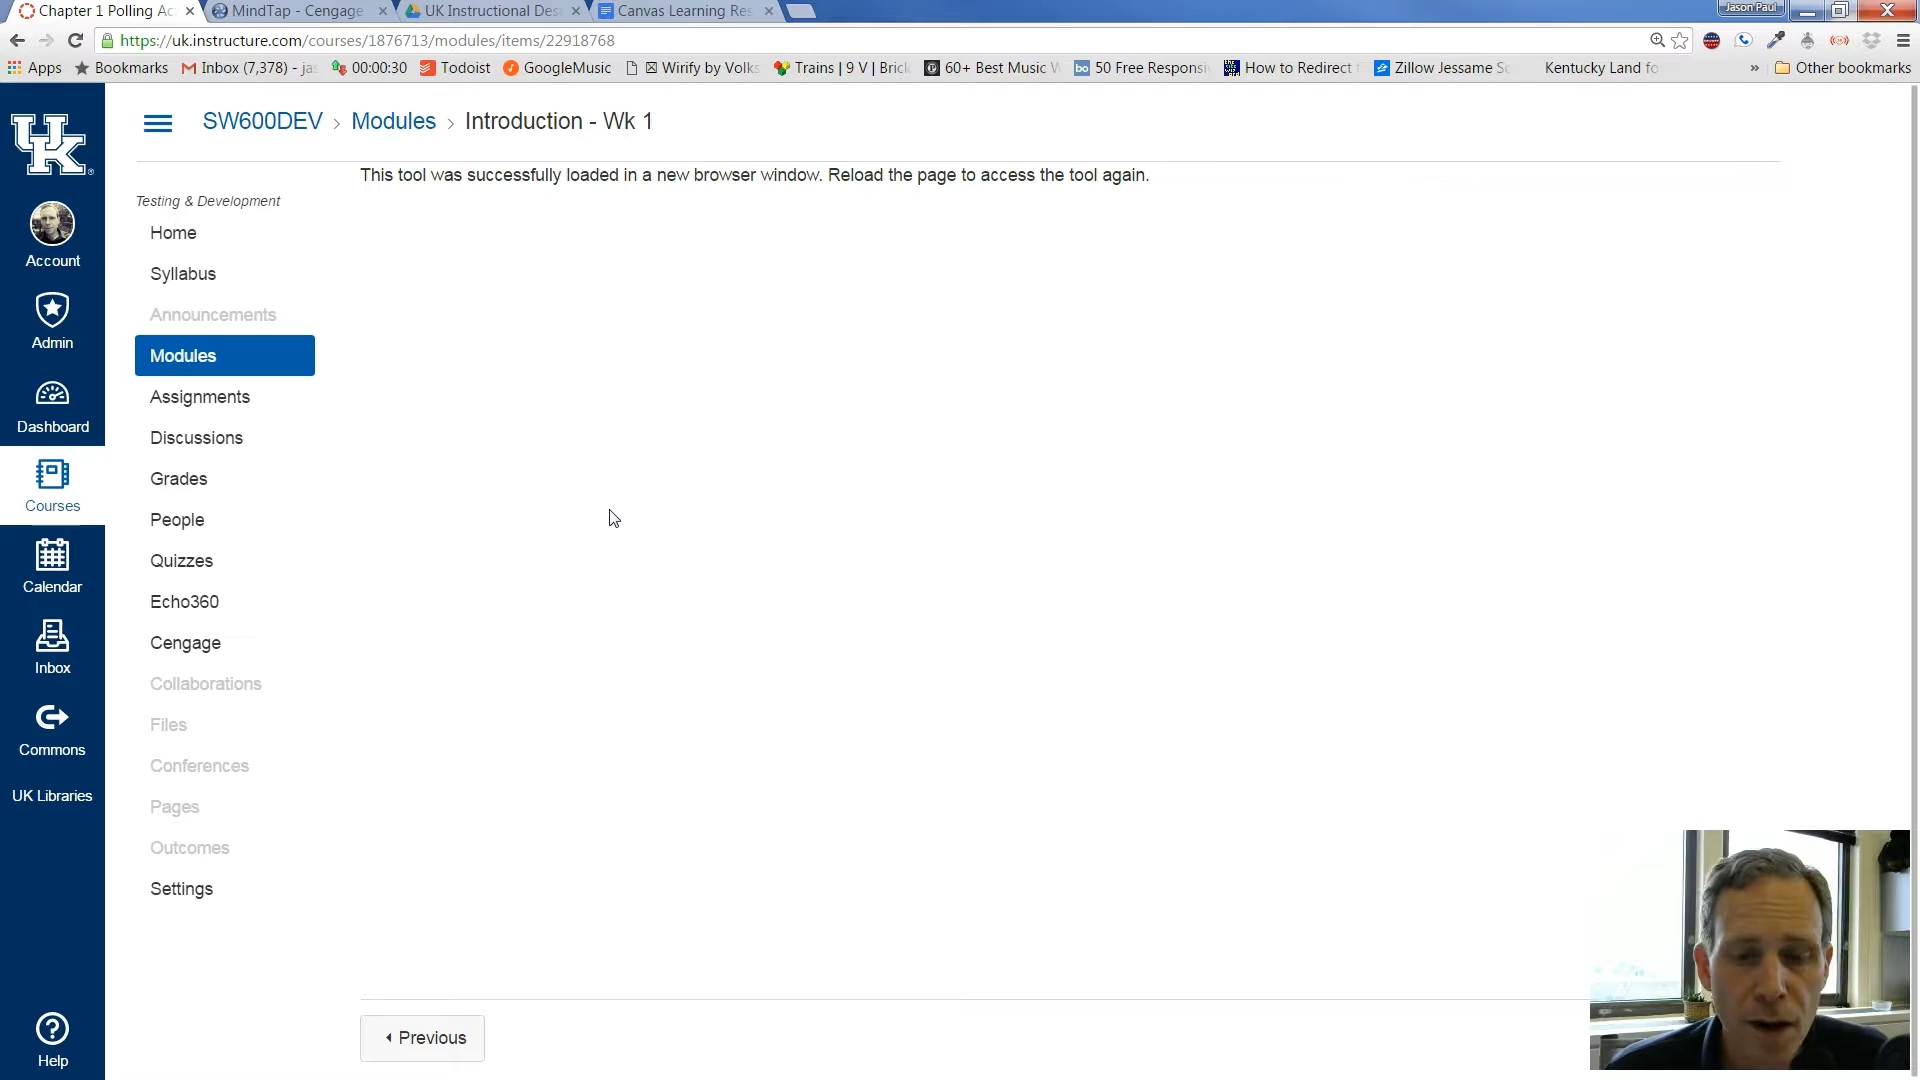 Chapter 1 Polling Ac
MindTap - Cengage
UK Instructional Des
Canvas Learning Res
Jason Paul
https://uk.instructure.com/courses/1876713/modules/items/22918768
Apps
Bookmarks
Inbox (7,378) - jas
00:00:30
Todoist
GoogleMusic
Wirify by Volks
Trains | 9 V | Brick
60+ Best Music W
50 Free Responsi
How to Redirect
Zillow Jessame So
Kentucky Land fo
» Other bookmarks
SW600DEV › Modules › Introduction - Wk 1
This tool was successfully loaded in a new browser window. Reload the page to access the tool again.
Testing & Development
Home
Syllabus
Announcements
Modules
Assignments
Discussions
Grades
People
Quizzes
Echo360
Cengage
Collaborations
Files
Conferences
Pages
Outcomes
Settings
UK
Account
Admin
Dashboard
Courses
Calendar
Inbox
Commons
UK Libraries
Help
Previous